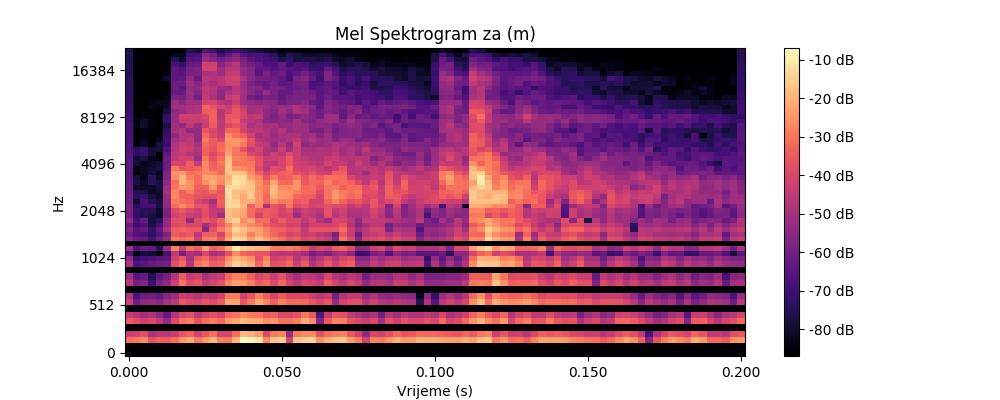 Mel Spektrogram za (m)
Hz
16384
8192
4096
2048
1024
512
0
0.000 0.050 0.100 0.150 0.200
Vrijeme (s)
-10 dB
-20 dB
-30 dB
-40 dB
-50 dB
-60 dB
-70 dB
-80 dB